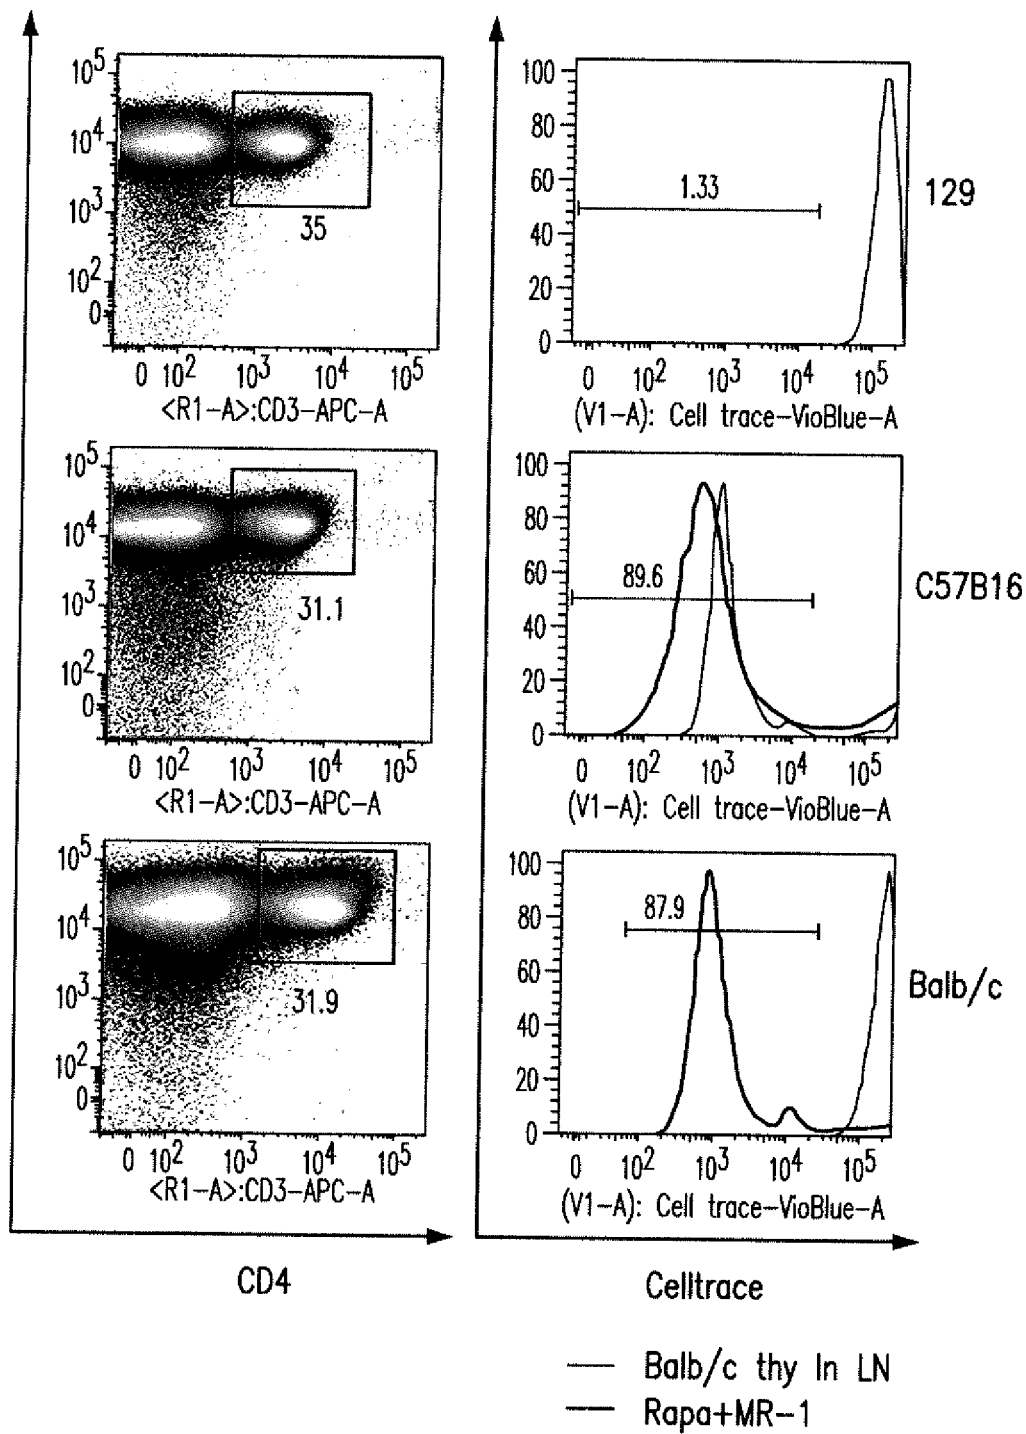 10^5
10^4
10^3
10^2
0
35
0 10^2 10^3 10^4 10^5
<R1-A>:CD3-APC-A
100
80
60
40
20
0
1.33
0 10^2 10^3 10^4 10^5
(V1-A): Cell trace-VioBlue-A
129
10^5
10^4
10^3
10^2
0
31.1
0 10^2 10^3 10^4 10^5
<R1-A>:CD3-APC-A
100
80
60
40
20
0
89.6
0 10^2 10^3 10^4 10^5
(V1-A): Cell trace-VioBlue-A
C57B16
10^5
10^4
10^3
10^2
0
31.9
0 10^2 10^3 10^4 10^5
<R1-A>:CD3-APC-A
100
80
60
40
20
0
87.9
0 10^2 10^3 10^4 10^5
(V1-A): Cell trace-VioBlue-A
Balb/c
CD4
Celltrace
Balb/c thy In LN
Rapa+MR-1